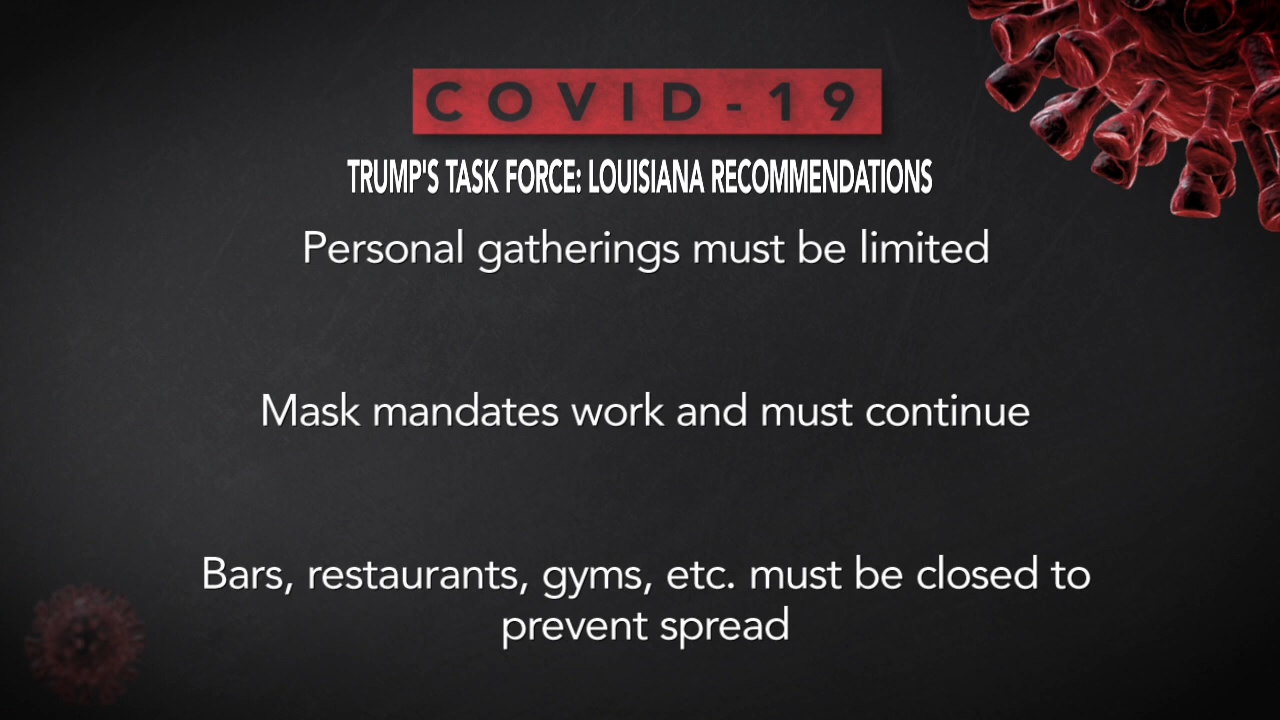 COVID-19
TRUMP'S TASK FORCE: LOUISIANA RECOMMENDATIONS
Personal gatherings must be limited
Mask mandates work and must continue
Bars, restaurants, gyms, etc. must be closed to
prevent spread